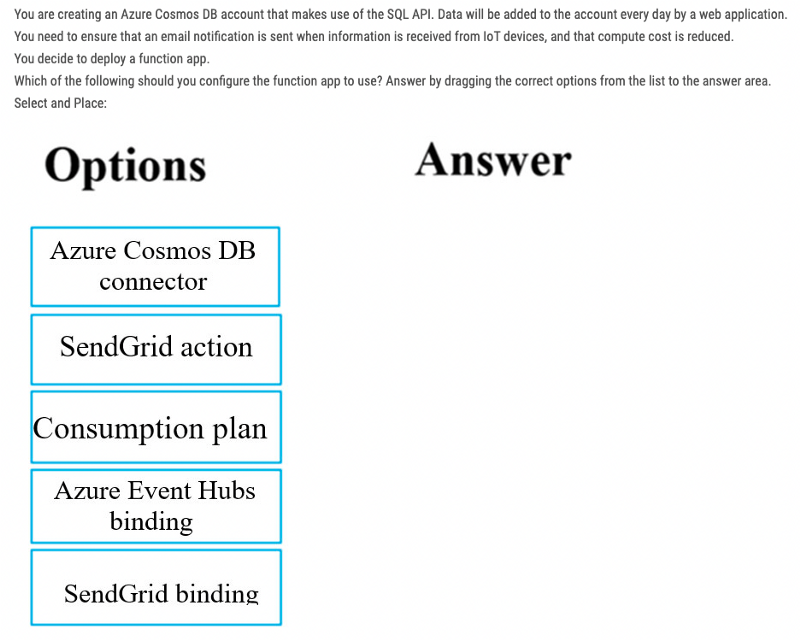 You are creating an Azure Cosmos DB account that makes use of the SQL API. Data will be added to the account every day by a web application.
You need to ensure that an email notification is sent when information is received from IoT devices, and that compute cost is reduced.
You decide to deploy a function app.
Which of the following should you configure the function app to use? Answer by dragging the correct options from the list to the answer area.
Select and Place:
Options
Answer
Azure Cosmos DB
connector
SendGrid action
Consumption plan
Azure Event Hubs
binding
SendGrid binding